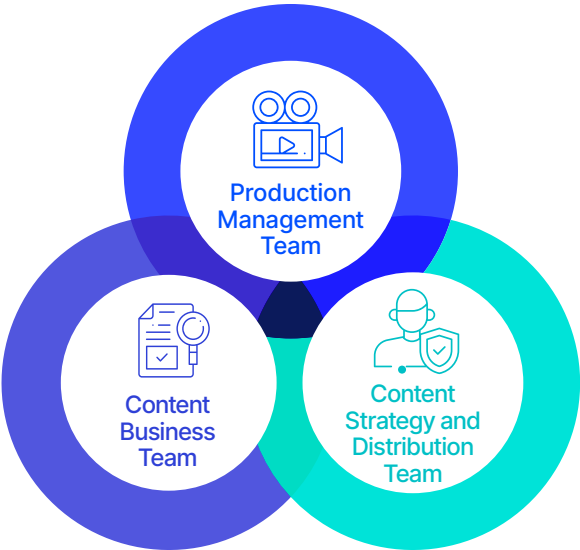 Production
Management
Team
Content
Business
Team
Content
Strategy and
Distribution
Team